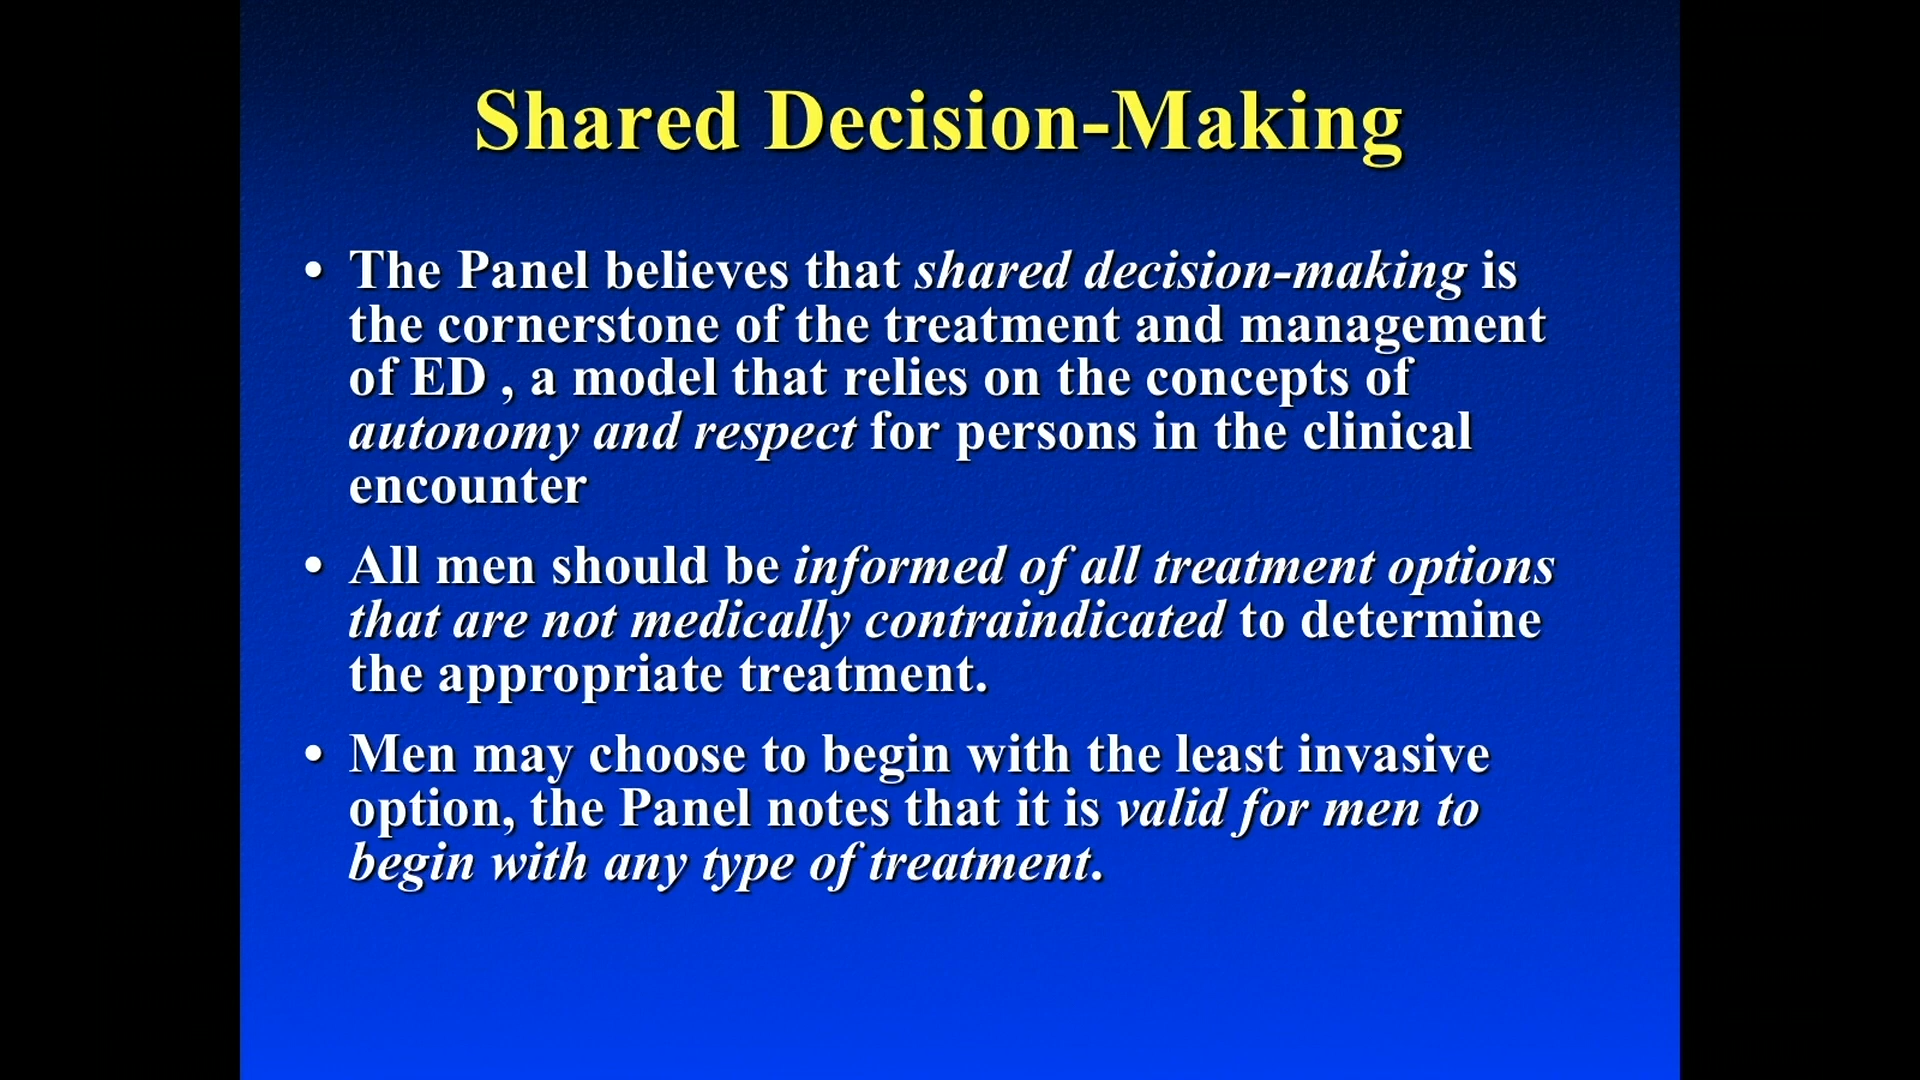 Shared Decision-Making
• The Panel believes that shared decision-making is
the cornerstone of the treatment and management
of ED , a model that relies on the concepts of
autonomy and respect for persons in the clinical
encounter
• All men should be informed of all treatment options
that are not medically contraindicated to determine
the appropriate treatment.
• Men may choose to begin with the least invasive
option, the Panel notes that it is valid for men to
begin with any type of treatment.